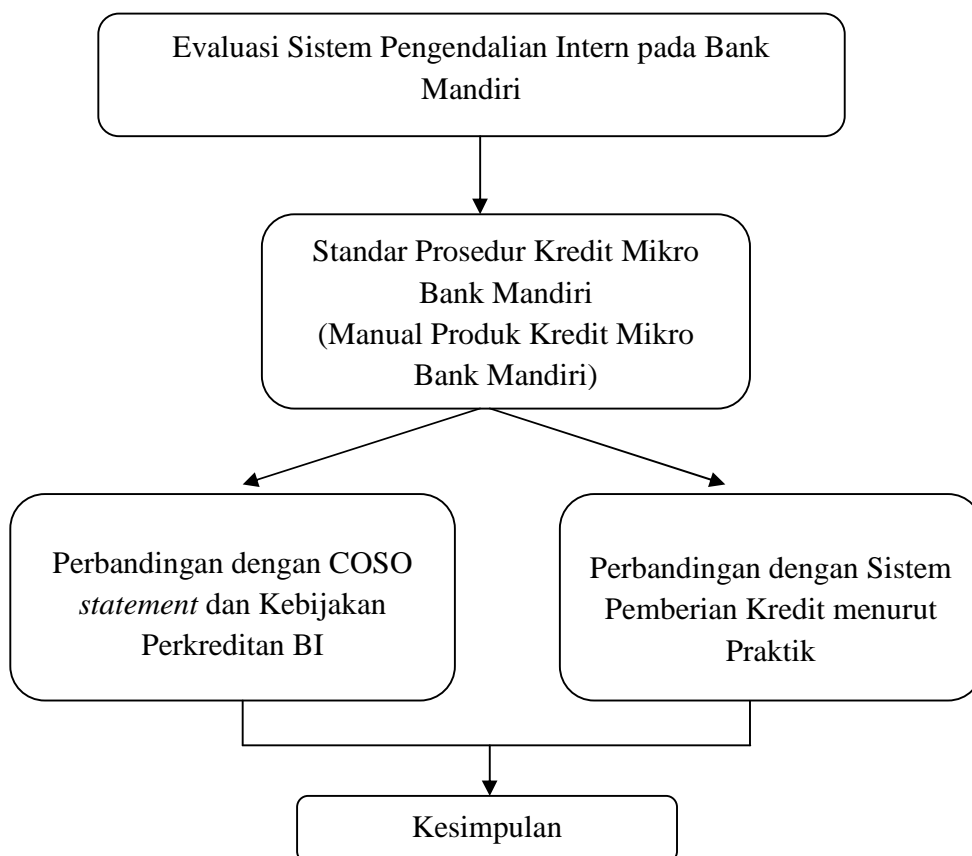 Evaluasi Sistem Pengendalian Intern pada Bank
Mandiri
Standar Prosedur Kredit Mikro
Bank Mandiri
(Manual Produk Kredit Mikro
Bank Mandiri)
Perbandingan dengan COSO
statement dan Kebijakan
Perkreditan BI
Perbandingan dengan Sistem
Pemberian Kredit menurut
Praktik
Kesimpulan